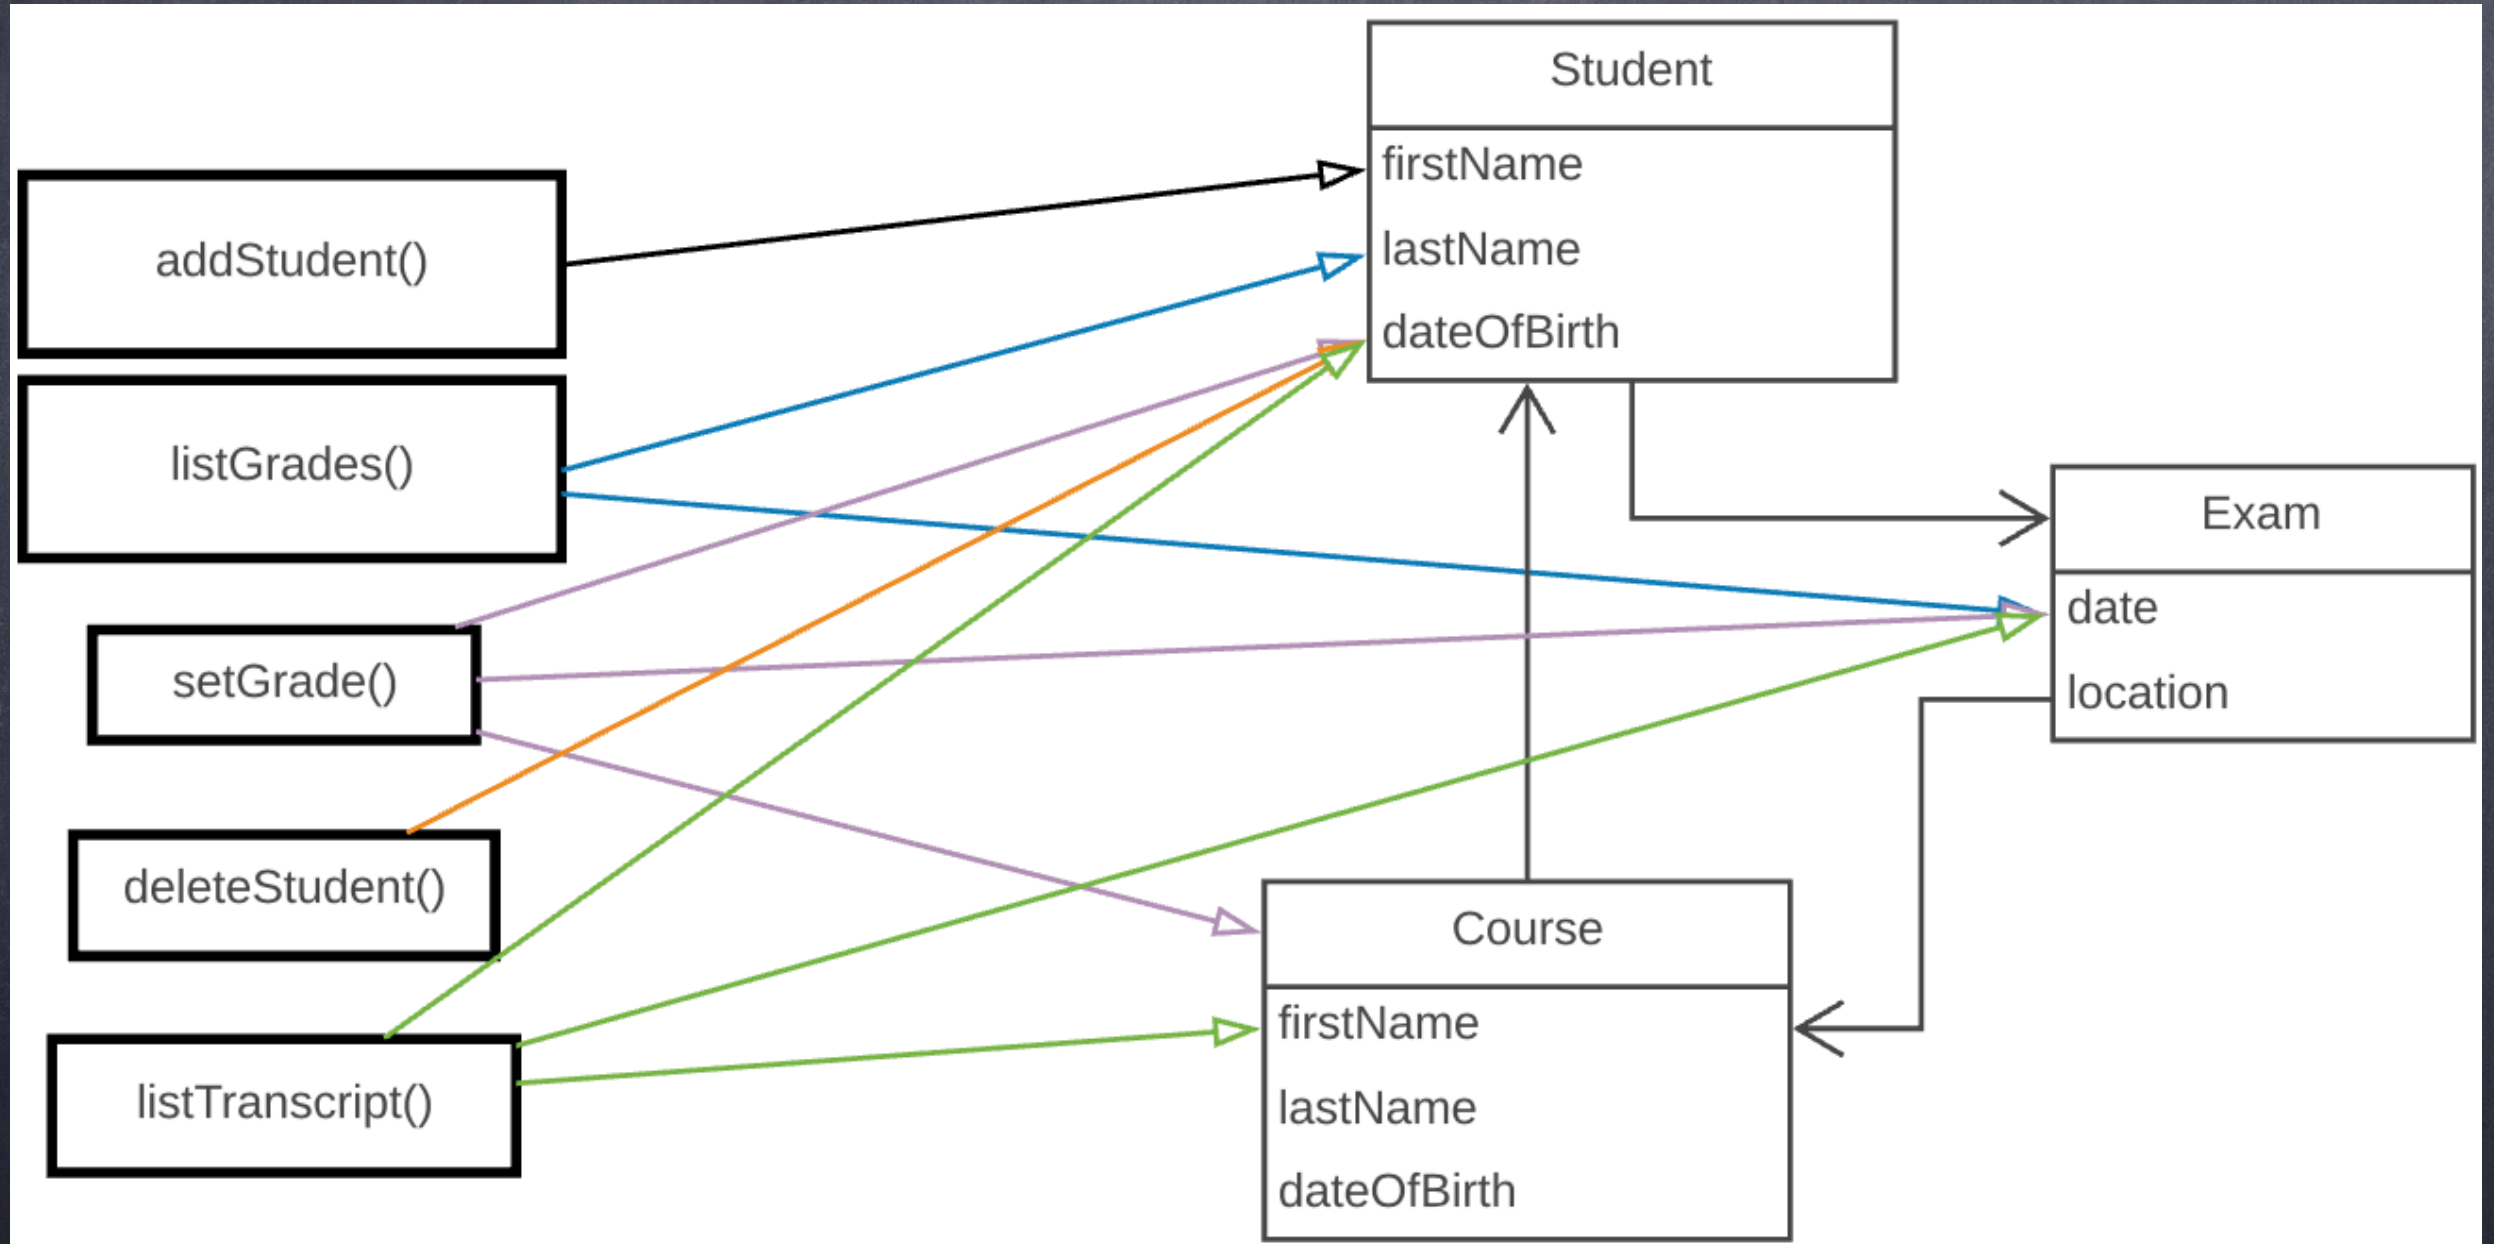 Student
firstName
lastName
dateOfBirth
addStudent()
listGrades()
setGrade()
deleteStudent()
listTranscript()
Exam
date
location
Course
firstName
lastName
dateOfBirth